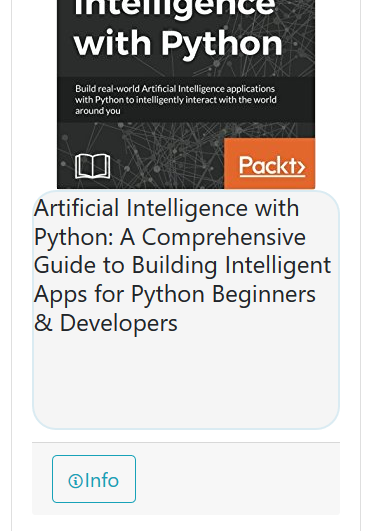 Intelligence
with Python
Build real-world Artificial Intelligence applications
with Python to intelligently interact with the world
around you
Packt>
Artificial Intelligence with
Python: A Comprehensive
Guide to Building Intelligent
Apps for Python Beginners
& Developers
Info